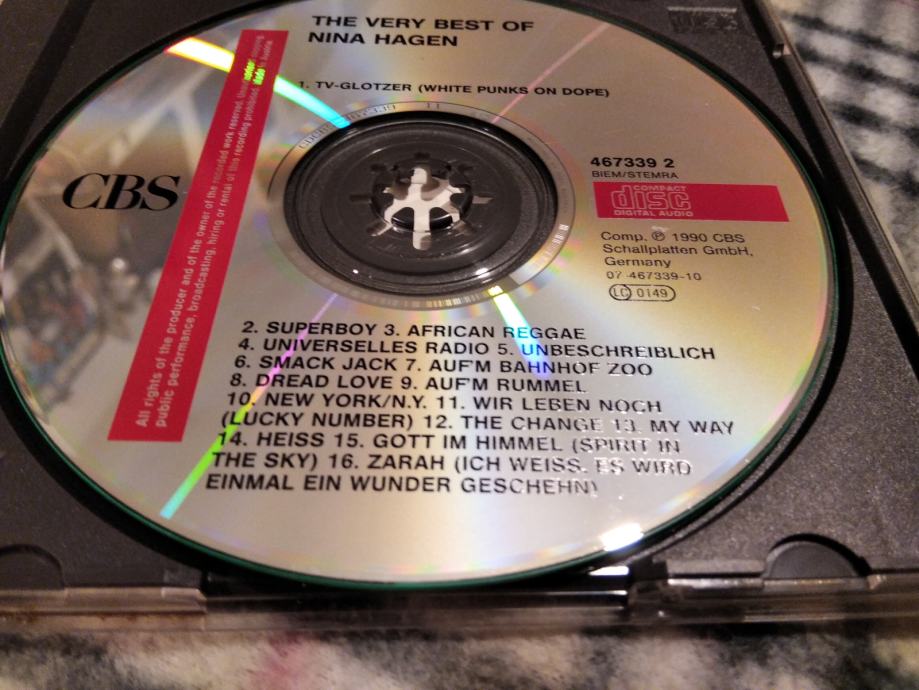 THE VERY BEST OF
NINA HAGEN
1. TV-GLOTZER (WHITE PUNKS ON DOPE)
467339 2
BIEM/STEMRA
COMPACT
disc
DIGITAL AUDIO
CBS
Comp. ℗ 1990 CBS
Schallplatten GmbH,
Germany
07-467339-10
LC 0149
All rights of the producer and of the owner of the recorded work reserved.
public performance, broadcasting, hiring or rental of this recording prohibited.
2. SUPERBOY 3. AFRICAN REGGAE
4. UNIVERSELLES RADIO 5. UNBESCHREIBLICH
6. SMACK JACK 7. AUF'M BAHNHOF ZOO
8. DREAD LOVE 9. AUF'M RUMMEL
10. NEW YORK/N.Y. 11. WIR LEBEN NOCH
(LUCKY NUMBER) 12. THE CHANGE 13. MY WAY
14. HEISS 15. GOTT IM HIMMEL (SPIRIT IN
THE SKY) 16. ZARAH (ICH WEISS. ES WIRD
EINMAL EIN WUNDER GESCHEHN)